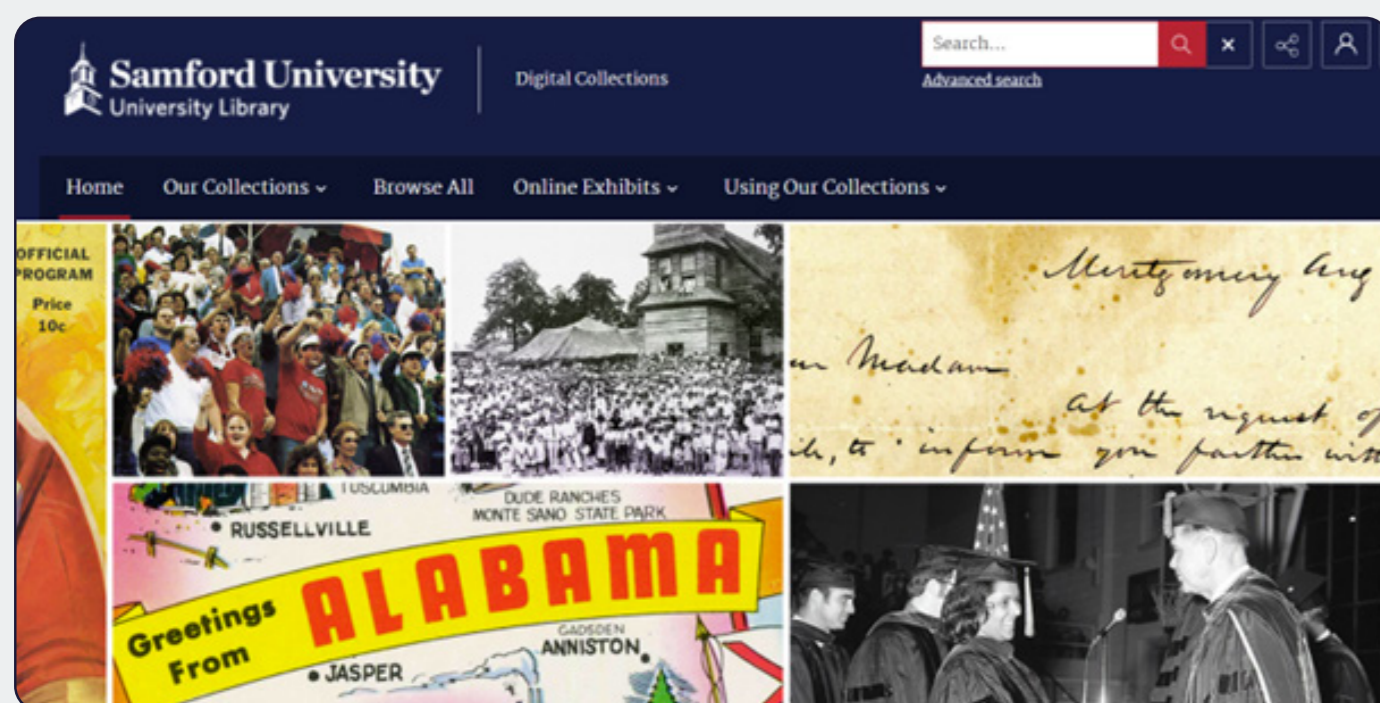 Search...
Advanced search
Samford University
University Library
Digital Collections
Home
Our Collections
Browse All
Online Exhibits
Using Our Collections
OFFICIAL
PROGRAM
Price
10c
Montgomery Aug
Madam
At the request of
inform you further
TUSCUMBIA
DUDE RANCHES
MONTE SANO STATE PARK
RUSSELLVILLE
Greetings
From
ALABAMA
GADSDEN
ANNISTON
JASPER